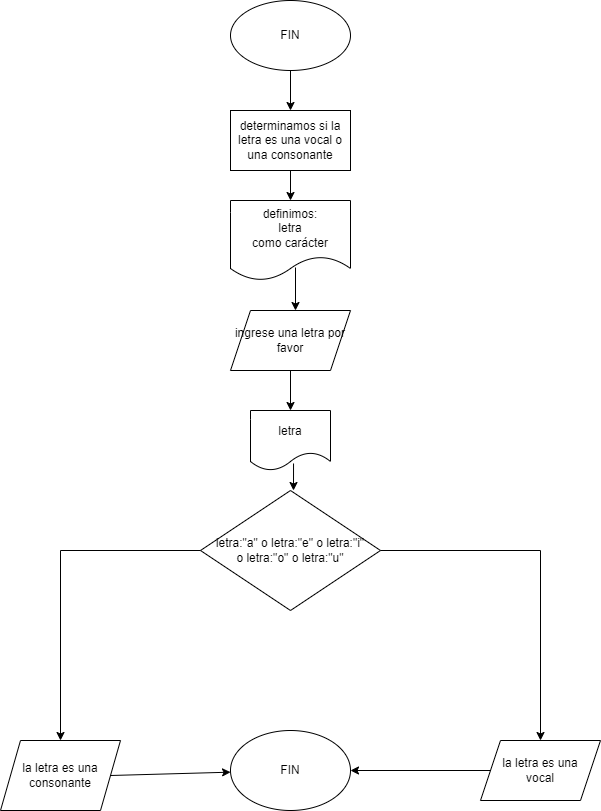 FIN
determinamos si la
letra es una vocal o
una consonante
definimos:
letra
como carácter
ingrese una letra por
favor
letra
letra:"a" o letra:"e" o letra:"i"
o letra:"o" o letra:"u"
la letra es una
consonante
FIN
la letra es una
vocal